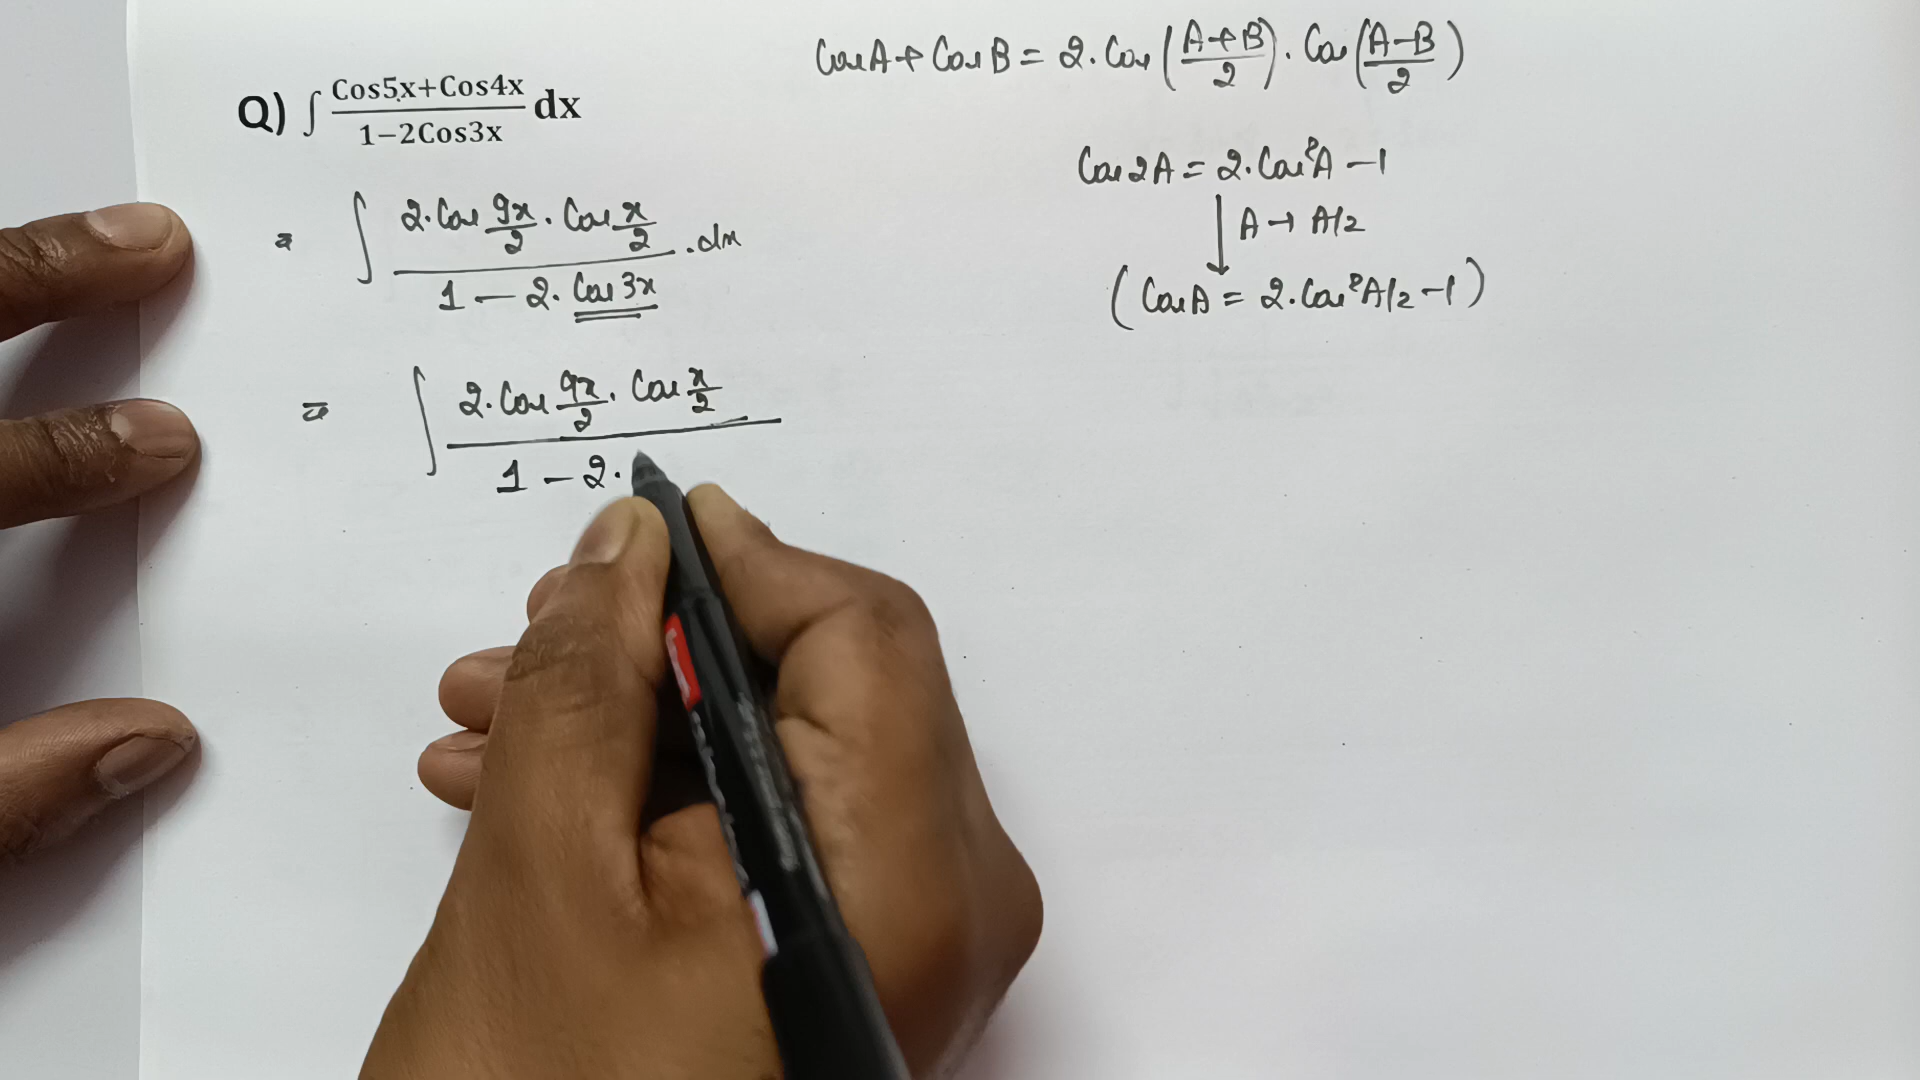 CosA + CosB = 2.Cos(A+B/2).Cos(A-B/2)
Q) ∫ Cos5x+Cos4x/1−2Cos3x dx
Cos2A = 2.Cos²A −1
↓ A → A/2
(CosA = 2.Cos²A/2 −1)
= ∫ 2.Cos 9x/2 . Cos x/2 / 1 − 2. Cos 3x .dx
= ∫ 2.Cos 9x/2 . Cos x/2 / 1 − 2.